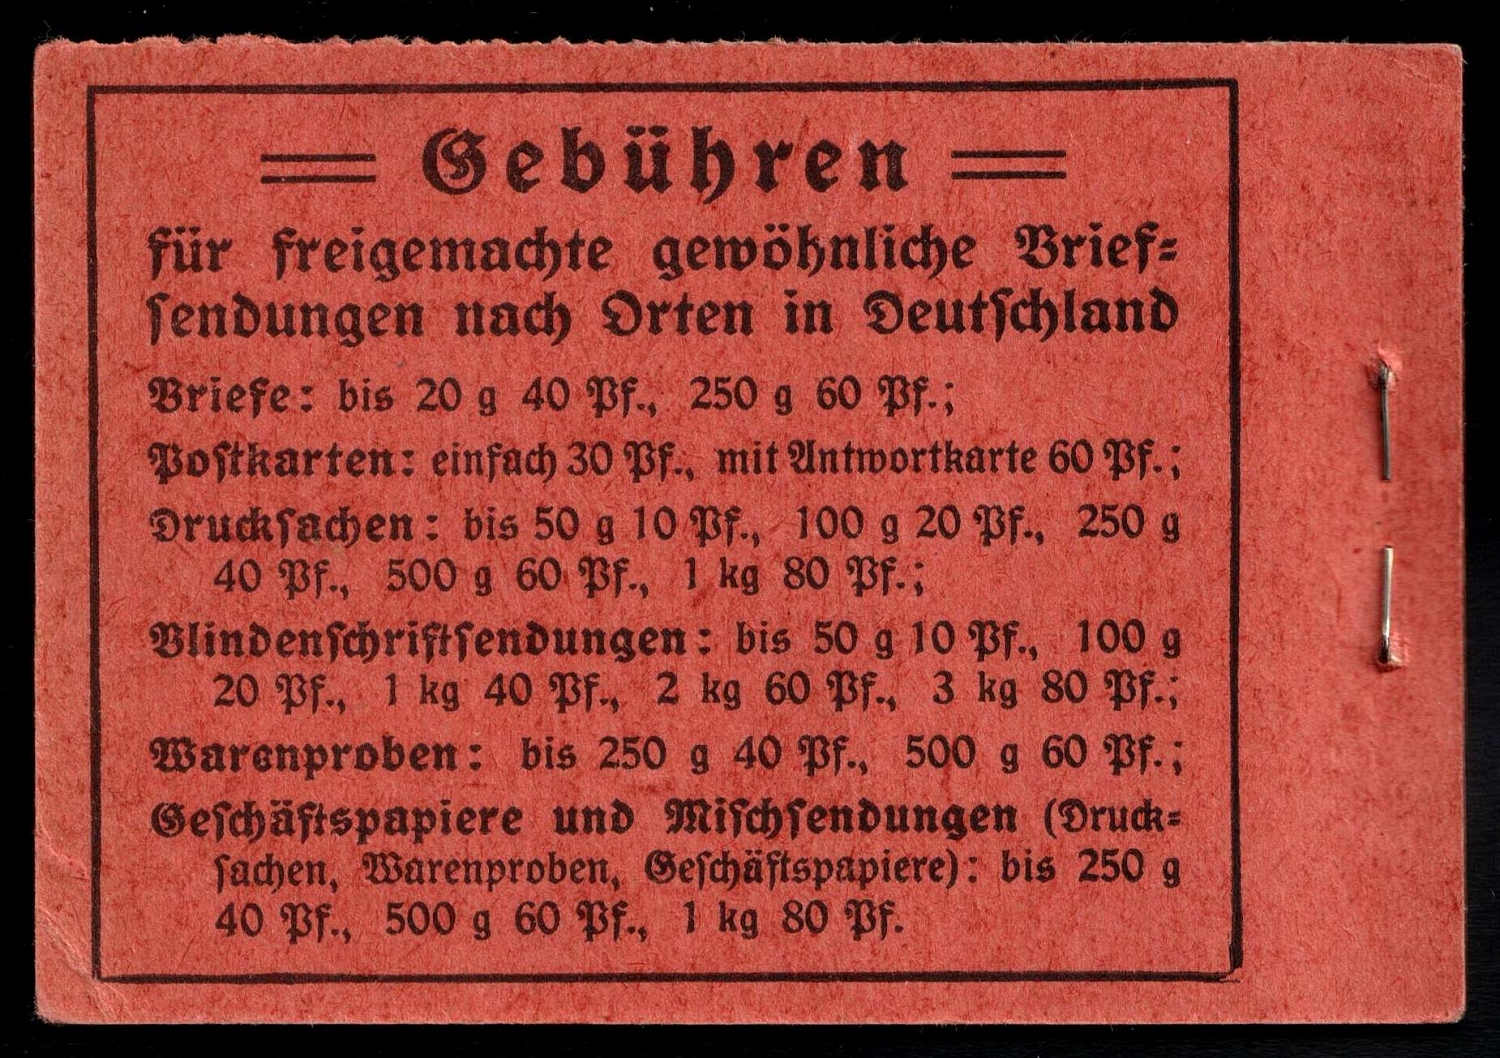 Gebühren
für freigemachte gewöhnliche Brief=
sendungen nach Orten in Deutschland
Briefe: bis 20 g 40 Pf., 250 g 60 Pf.;
Postkarten: einfach 30 Pf., mit Antwortkarte 60 Pf.;
Drucksachen: bis 50 g 10 Pf., 100 g 20 Pf., 250 g
40 Pf., 500 g 60 Pf., 1 kg 80 Pf.;
Blindenschriftsendungen: bis 50 g 10 Pf., 100 g
20 Pf., 1 kg 40 Pf., 2 kg 60 Pf., 3 kg 80 Pf.;
Warenproben: bis 250 g 40 Pf., 500 g 60 Pf.;
Geschäftspapiere und Mischsendungen (Druck=
sachen, Warenproben, Geschäftspapiere): bis 250 g
40 Pf., 500 g 60 Pf., 1 kg 80 Pf.